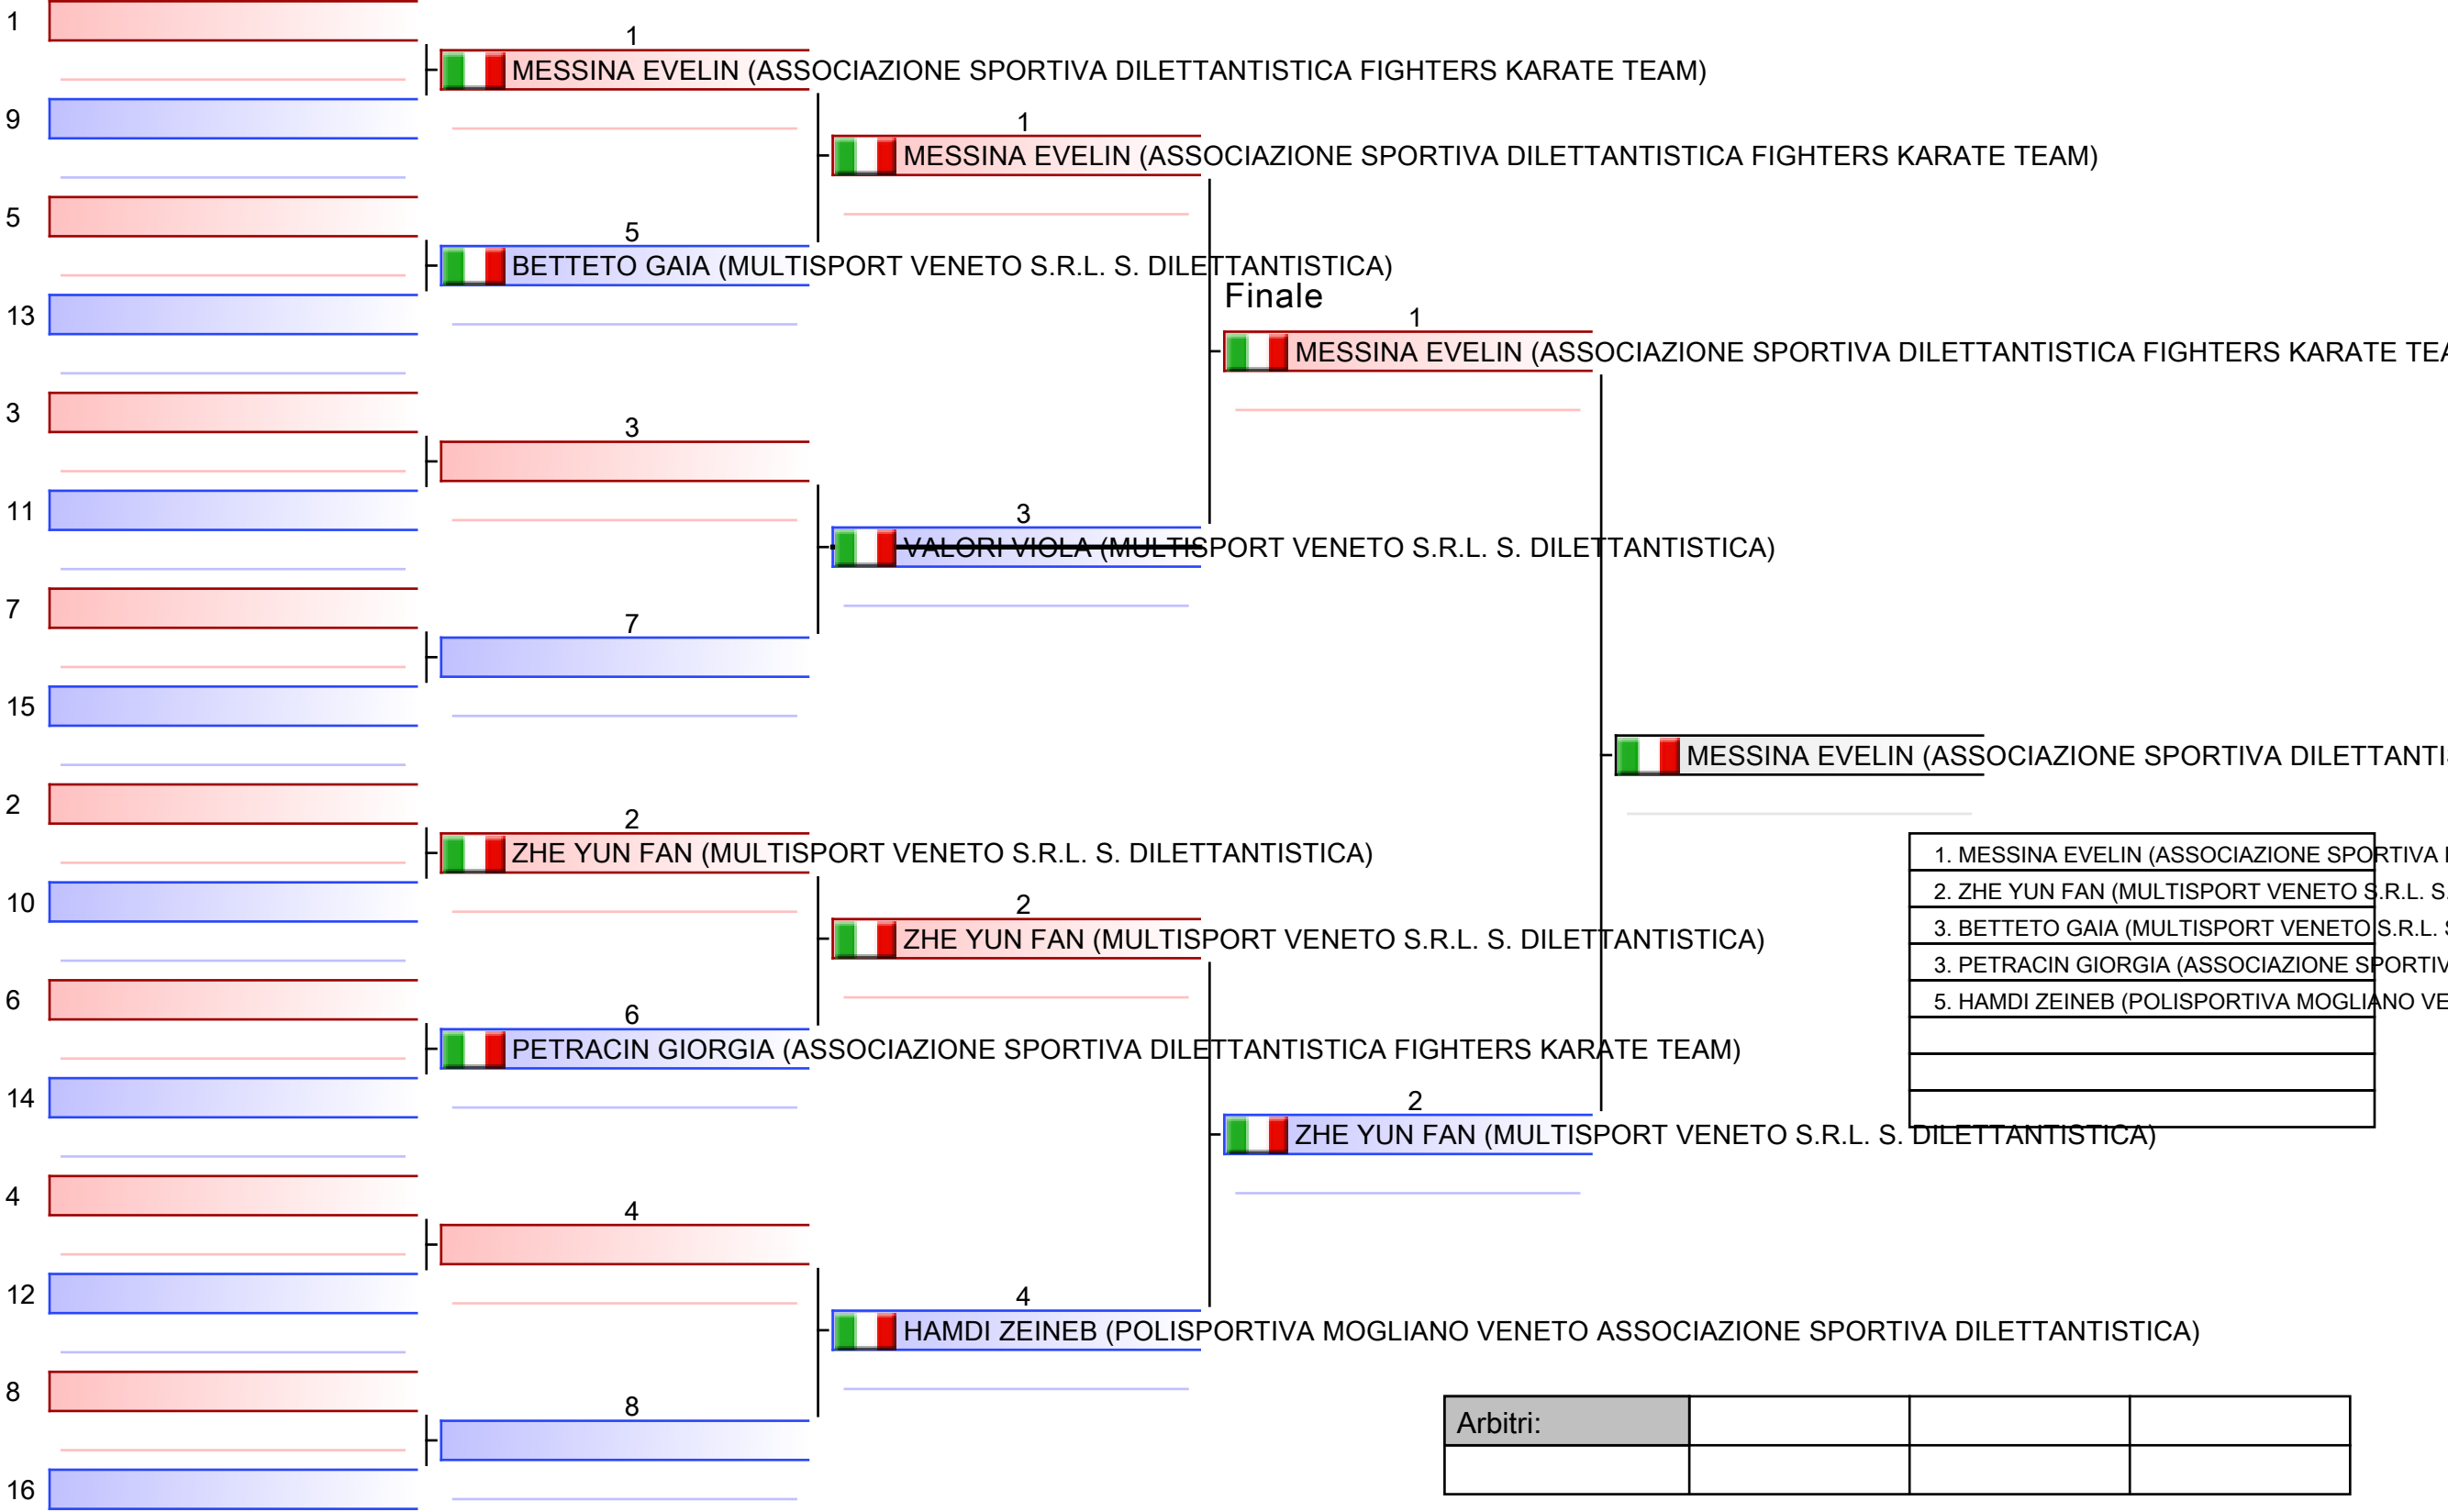 1
1
MESSINA EVELIN (ASSOCIAZIONE SPORTIVA DILETTANTISTICA FIGHTERS KARATE TEAM)
9
1
MESSINA EVELIN (ASSOCIAZIONE SPORTIVA DILETTANTISTICA FIGHTERS KARATE TEAM)
5
5
BETTETO GAIA (MULTISPORT VENETO S.R.L. S. DILETTANTISTICA)
Finale
13
1
MESSINA EVELIN (ASSOCIAZIONE SPORTIVA DILETTANTISTICA FIGHTERS KARATE TEA
3
3
11
3
VALORI VIOLA (MULTISPORT VENETO S.R.L. S. DILETTANTISTICA)
7
7
15
MESSINA EVELIN (ASSOCIAZIONE SPORTIVA DILETTANTI
2
2
ZHE YUN FAN (MULTISPORT VENETO S.R.L. S. DILETTANTISTICA)
1. MESSINA EVELIN (ASSOCIAZIONE SPORTIVA
2. ZHE YUN FAN (MULTISPORT VENETO S.R.L. S.
3. BETTETO GAIA (MULTISPORT VENETO S.R.L.
3. PETRACIN GIORGIA (ASSOCIAZIONE SPORTIV
5. HAMDI ZEINEB (POLISPORTIVA MOGLIANO VE
10
2
ZHE YUN FAN (MULTISPORT VENETO S.R.L. S. DILETTANTISTICA)
6
6
PETRACIN GIORGIA (ASSOCIAZIONE SPORTIVA DILETTANTISTICA FIGHTERS KARATE TEAM)
14
2
ZHE YUN FAN (MULTISPORT VENETO S.R.L. S. DILETTANTISTICA)
4
4
12
4
HAMDI ZEINEB (POLISPORTIVA MOGLIANO VENETO ASSOCIAZIONE SPORTIVA DILETTANTISTICA)
8
8
Arbitri:
16